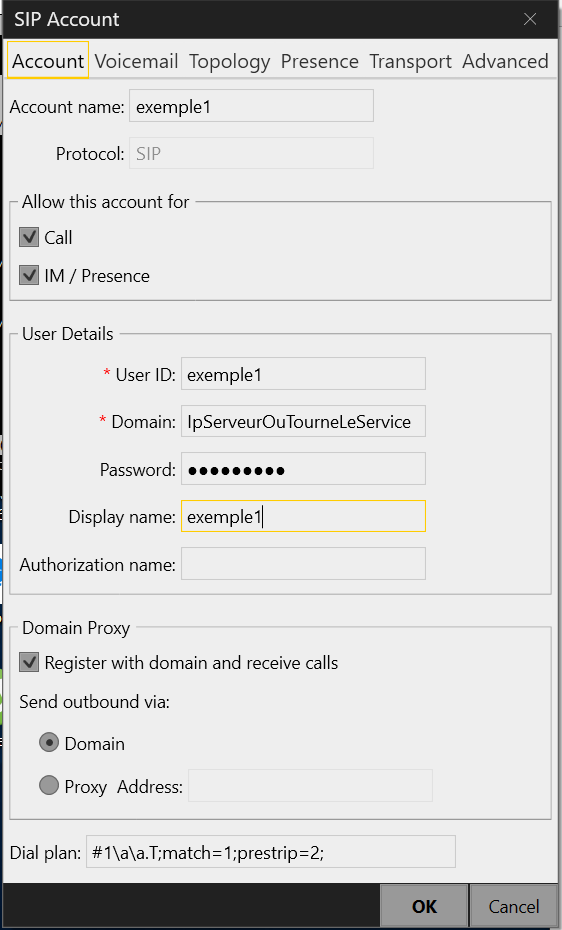 SIP Account
Account Voicemail Topology Presence Transport Advanced
Account name: exemple1
Protocol: SIP
Allow this account for
Call
IM / Presence
User Details
* User ID: exemple1
* Domain: IpServeurOuTourneLeService
Password: ●●●●●●●●●
Display name: exemple1
Authorization name:
Domain Proxy
Register with domain and receive calls
Send outbound via:
Domain
Proxy Address:
Dial plan: #1\a\a.T;match=1;prestrip=2;
OK Cancel